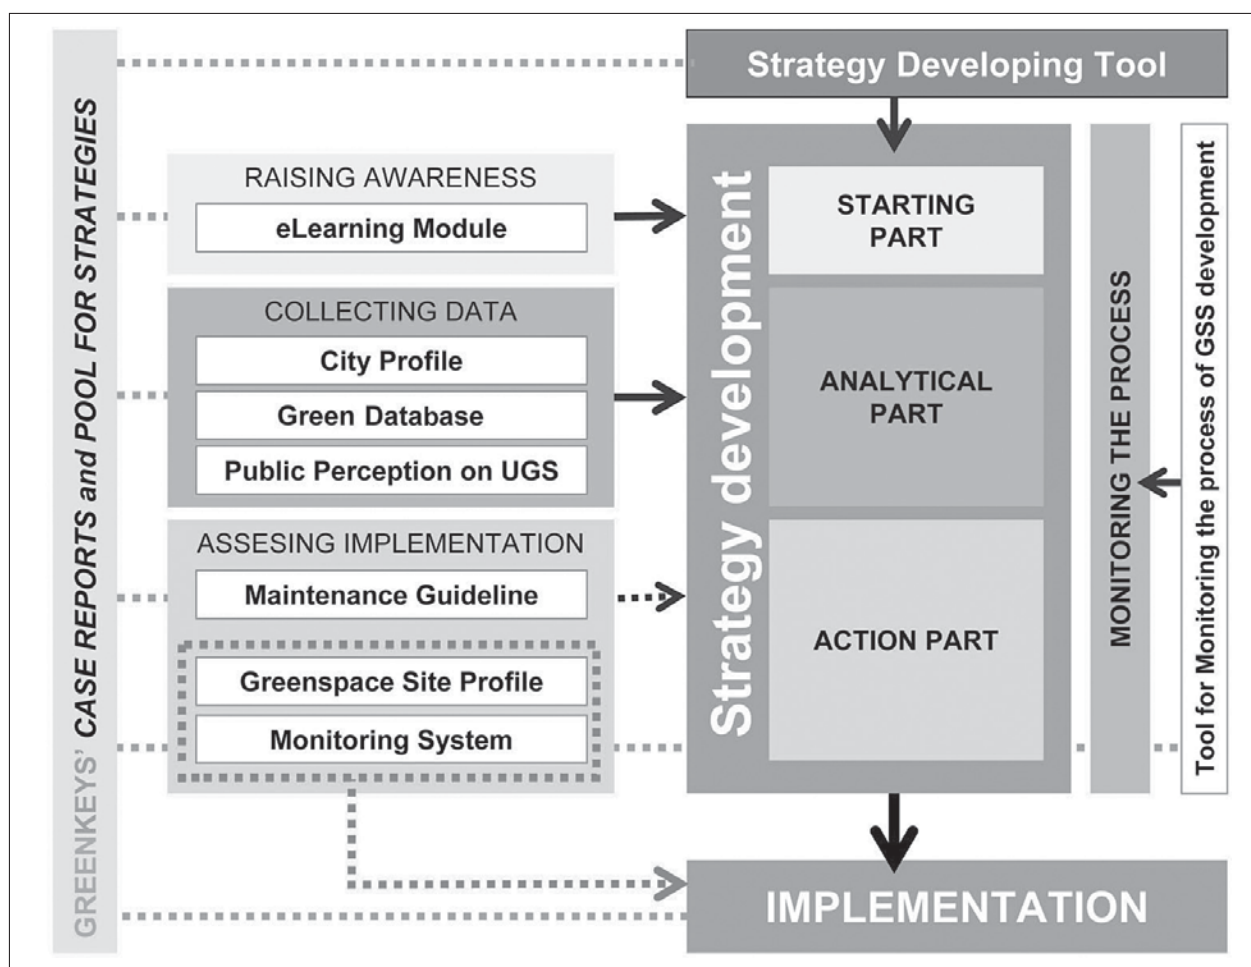 GREENKEYS' CASE REPORTS and POOL FOR STRATEGIES
Strategy Developing Tool
RAISING AWARENESS
eLearning Module
COLLECTING DATA
City Profile
Green Database
Public Perception on UGS
ASSESING IMPLEMENTATION
Maintenance Guideline
Greenspace Site Profile
Monitoring System
Strategy development
STARTING
PART
ANALYTICAL
PART
ACTION PART
MONITORING THE PROCESS
Tool for Monitoring the process of GSS development
IMPLEMENTATION